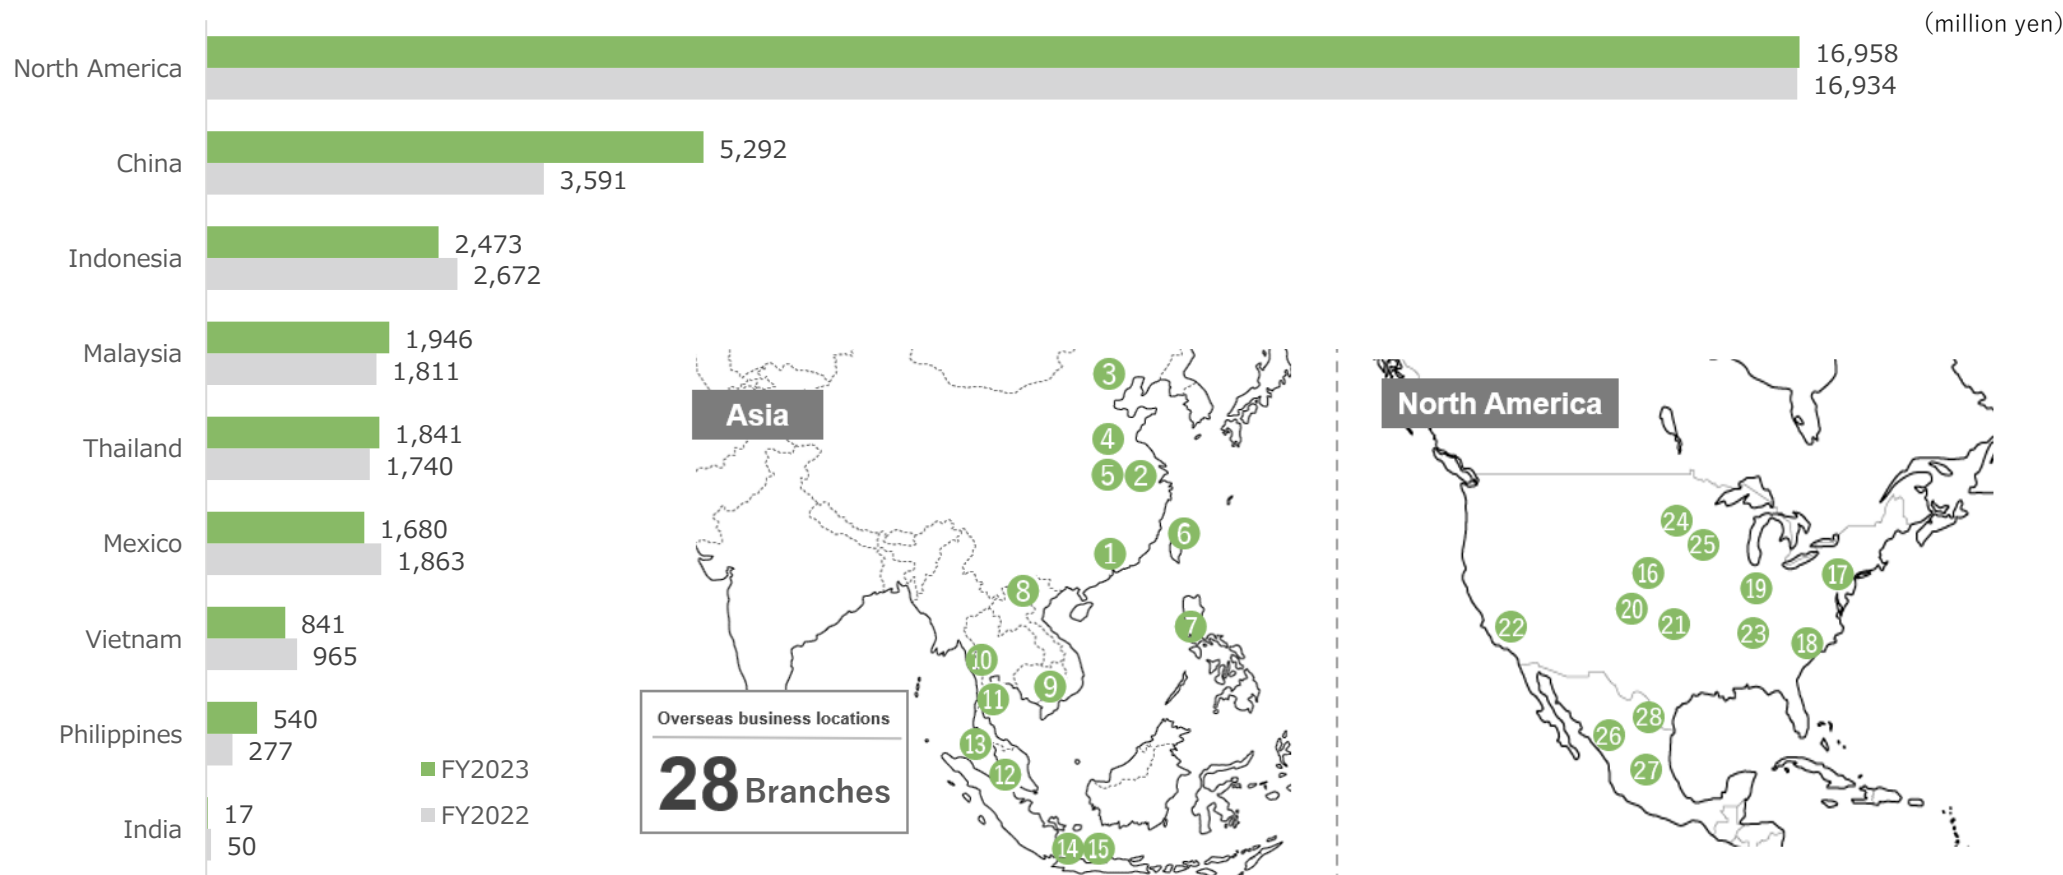 (million yen)
North America
16,958
16,934
China
5,292
3,591
Indonesia
2,473
2,672
Malaysia
1,946
1,811
Thailand
1,841
1,740
Mexico
1,680
1,863
Vietnam
841
965
Philippines
540
277
India
17
50
FY2023
FY2022
Asia
3
4
5 2
6
1
8
7
10
9
11
13
12
14 15
Overseas business locations
28 Branches
North America
24
25
16
17
19
20
21
22
23
18
28
26
27